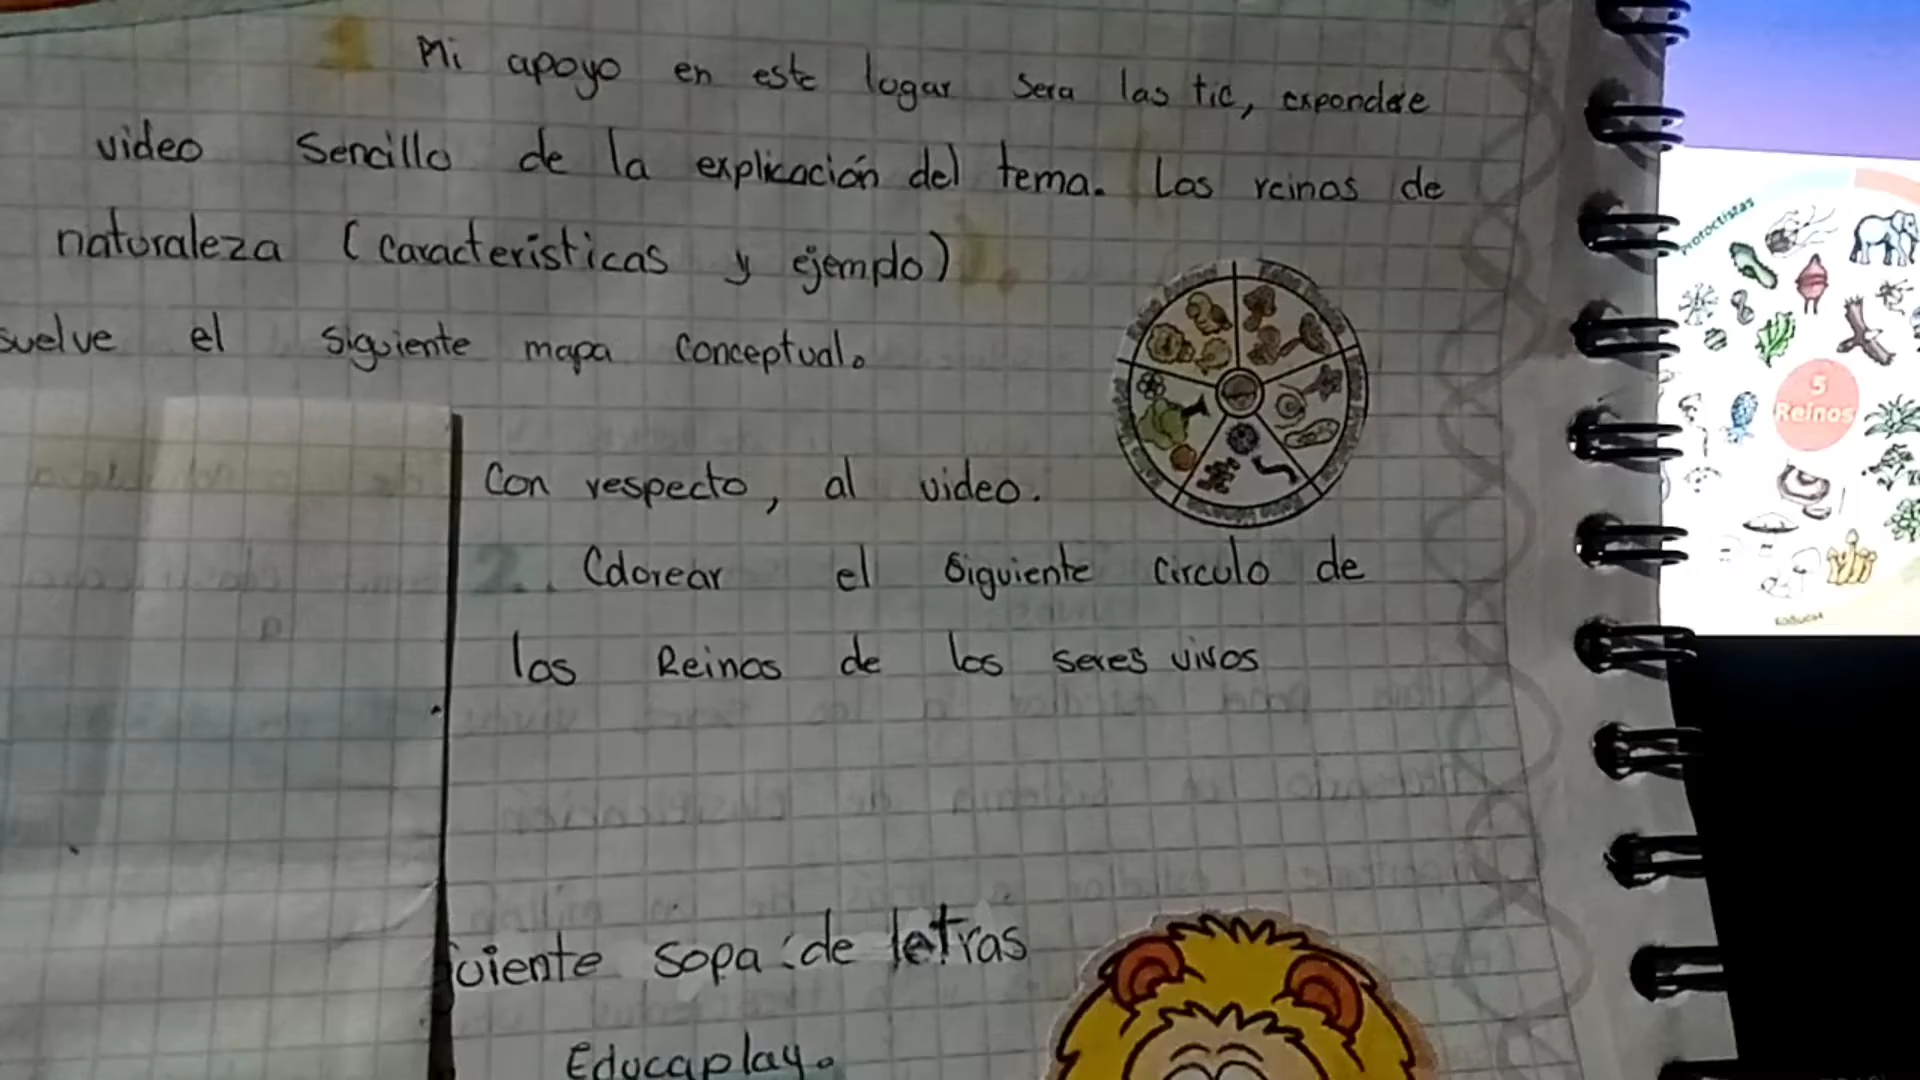 Mi apoyo en este lugar sera las tic,
video sencillo de la explicación del tema. Los reinos de
naturaleza (características y ejemplo)
suelve el siguiente mapa conceptual.
Con respecto, al video.
2. Colorear el siguiente circulo de
los Reinos de los seres vivos
uiente sopa de letras
Educaplay.
Protoctistas
5
Reinos